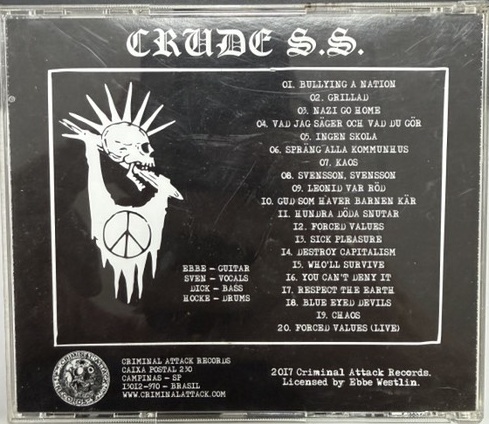 CRUDE S.S.
01. BULLYING A NATION
02. GRILLAD
03. NAZI GO HOME
04. VAD JAG SÄGER OCH VAD DU GÖR
05. INGEN SKOLA
06. SPRÄNG ALLA KOMMUNHUS
07. KAOS
08. SVENSSON, SVENSSON
09. LEONID VAR RÖD
10. GUD SOM HAVER BARNEN KÄR
11. HUNDRA DÖDA SNUTAR
12. FORCED VALUES
13. SICK PLEASURE
14. DESTROY CAPITALISM
15. WHO'LL SURVIVE
16. YOU CAN'T DENY IT
17. RESPECT THE EARTH
18. BLUE EYED DEVILS
19. CHAOS
20. FORCED VALUES (LIVE)
EBBE - GUITAR
SVEN - VOCALS
DICK - BASS
HOCKE - DRUMS
CRIMINAL ATTACK RECORDS
CAIXA POSTAL 230
CAMPINAS - SP
13012-970 - BRASIL
WWW.CRIMINALATTACK.COM
2017 Criminal Attack Records.
Licensed by Ebbe Westlin.